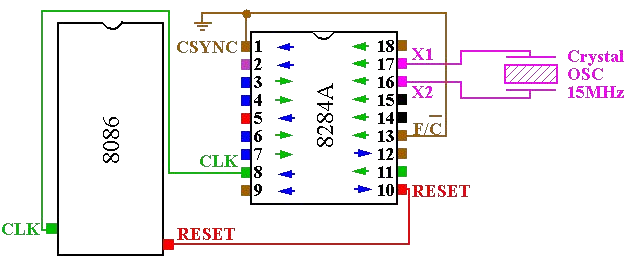 CSYNC
1 18
2 17 X1
3 16 X2
4 15
5 14
6 13 F/C̅
7 12
CLK 8 11
9 10 RESET
8284A
8086
CLK
RESET
Crystal
OSC
15MHz